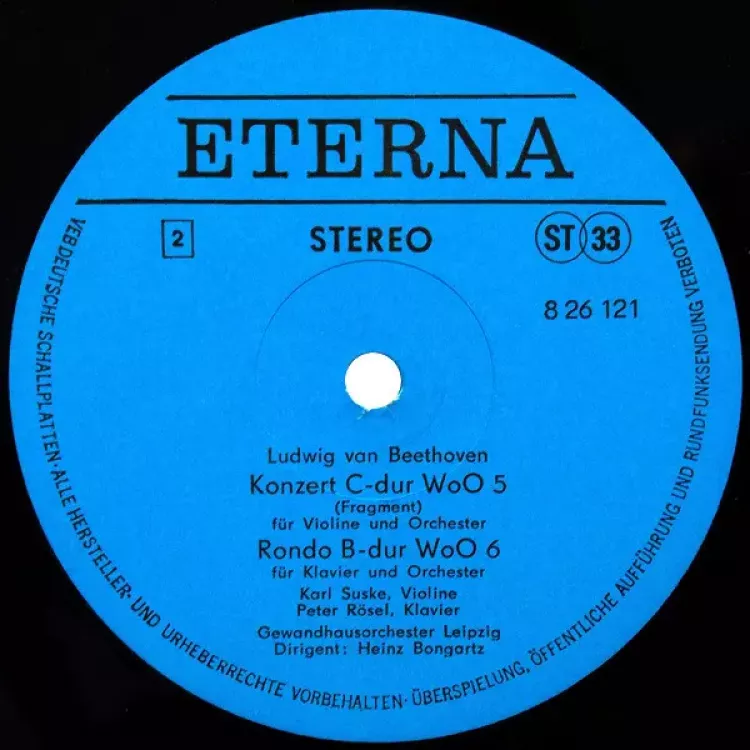 ETERNA
2
STEREO
ST 33
8 26 121
Ludwig van Beethoven
Konzert C-dur WoO 5
(Fragment)
für Violine und Orchester
Rondo B-dur WoO 6
für Klavier und Orchester
Karl Suske, Violine
Peter Rösel, Klavier
Gewandhausorchester Leipzig
Dirigent: Heinz Bongartz
VEB DEUTSCHE SCHALLPLATTEN · ALLE HERSTELLER- UND URHEBERRECHTE VORBEHALTEN · ÜBERSPIELUNG, ÖFFENTLICHE AUFFÜHRUNG UND RUNDFUNKSENDUNG VERBOTEN